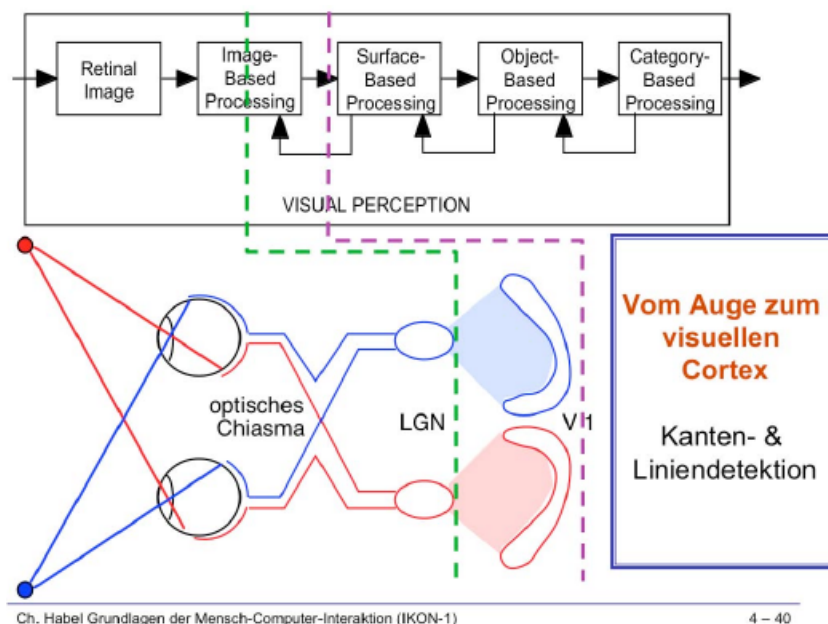 Retinal
Image
Image-
Based
Processing
Surface-
Based
Processing
Object-
Based
Processing
Category-
Based
Processing
VISUAL PERCEPTION
optisches
Chiasma
LGN
V 1
Vom Auge zum
visuellen
Cortex
Kanten- &
Liniendetektion
Ch. Habel Grundlagen der Mensch-Computer-Interaktion (IKON-1)
4 – 40